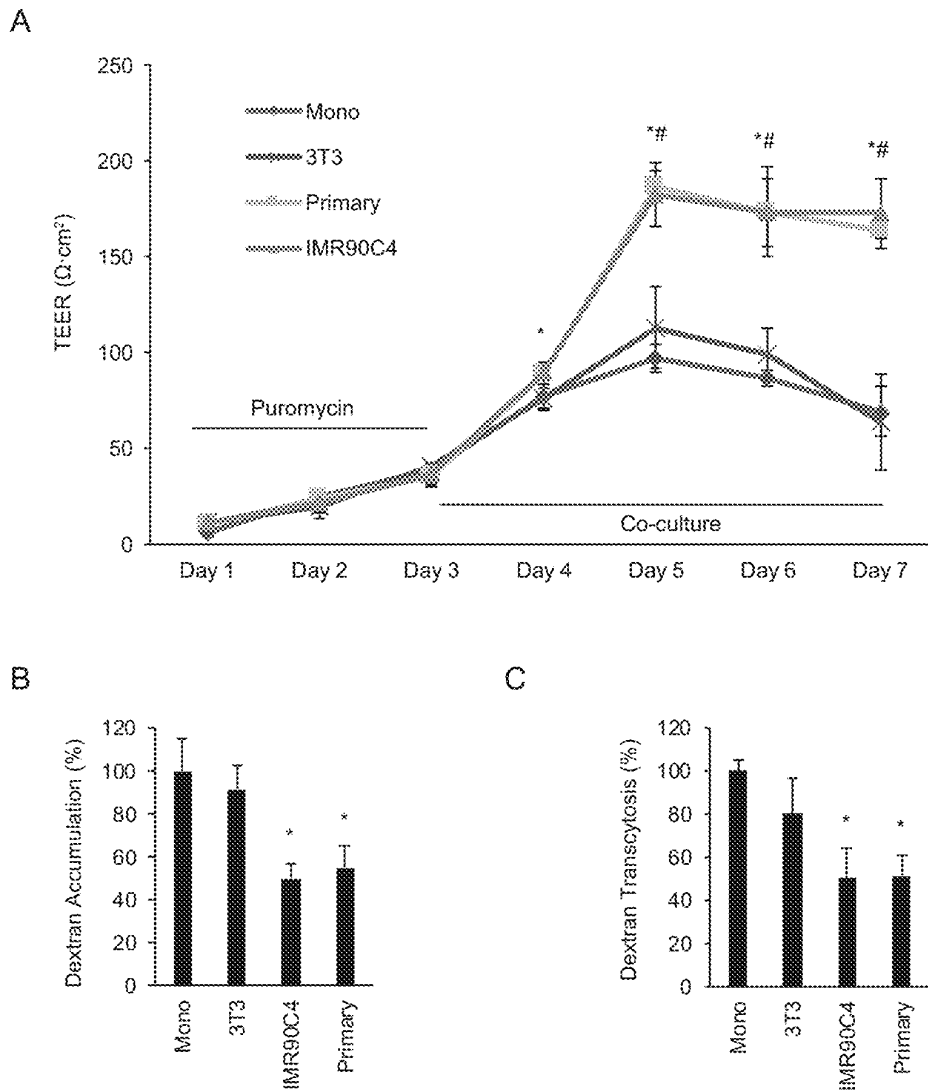 A
TEER (Ω·cm²)
250
200
150
100
50
0
Mono
3T3
Primary
IMR90C4
*
*#
*#
*#
Puromycin
Co-culture
Day 1 Day 2 Day 3 Day 4 Day 5 Day 6 Day 7
B
Dextran Accumulation (%)
120
100
80
60
40
20
0
* *
Mono 3T3 IMR90C4 Primary
C
Dextran Transcytosis (%)
120
100
80
60
40
20
0
* *
Mono 3T3 IMR90C4 Primary